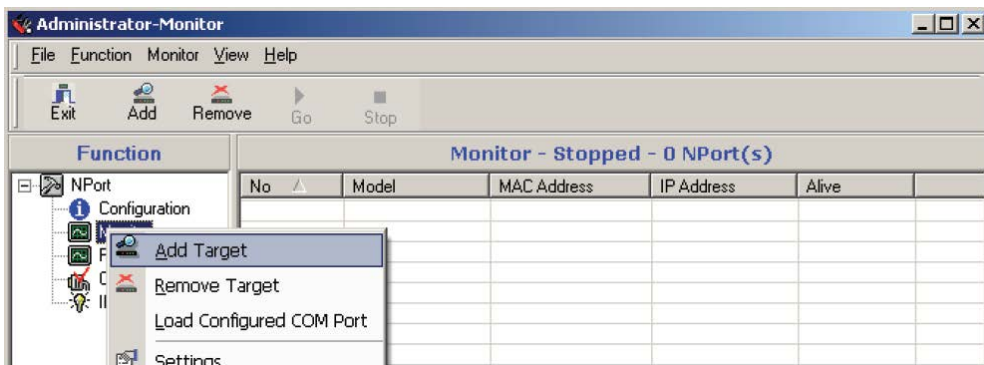 Administrator-Monitor
File Function Monitor View Help
Exit Add Remove Go Stop
Function
Monitor - Stopped - 0 NPort(s)
NPort
No Model MAC Address IP Address Alive
Configuration
Add Target
Remove Target
Load Configured COM Port
Settings